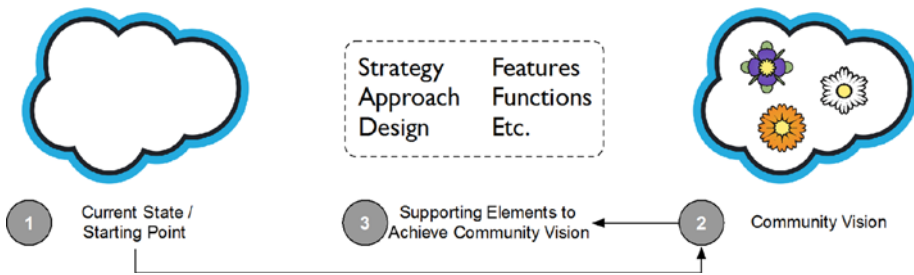 Strategy Features
Approach Functions
Design Etc.
1 Current State /
Starting Point
3 Supporting Elements to
Achieve Community Vision
2 Community Vision